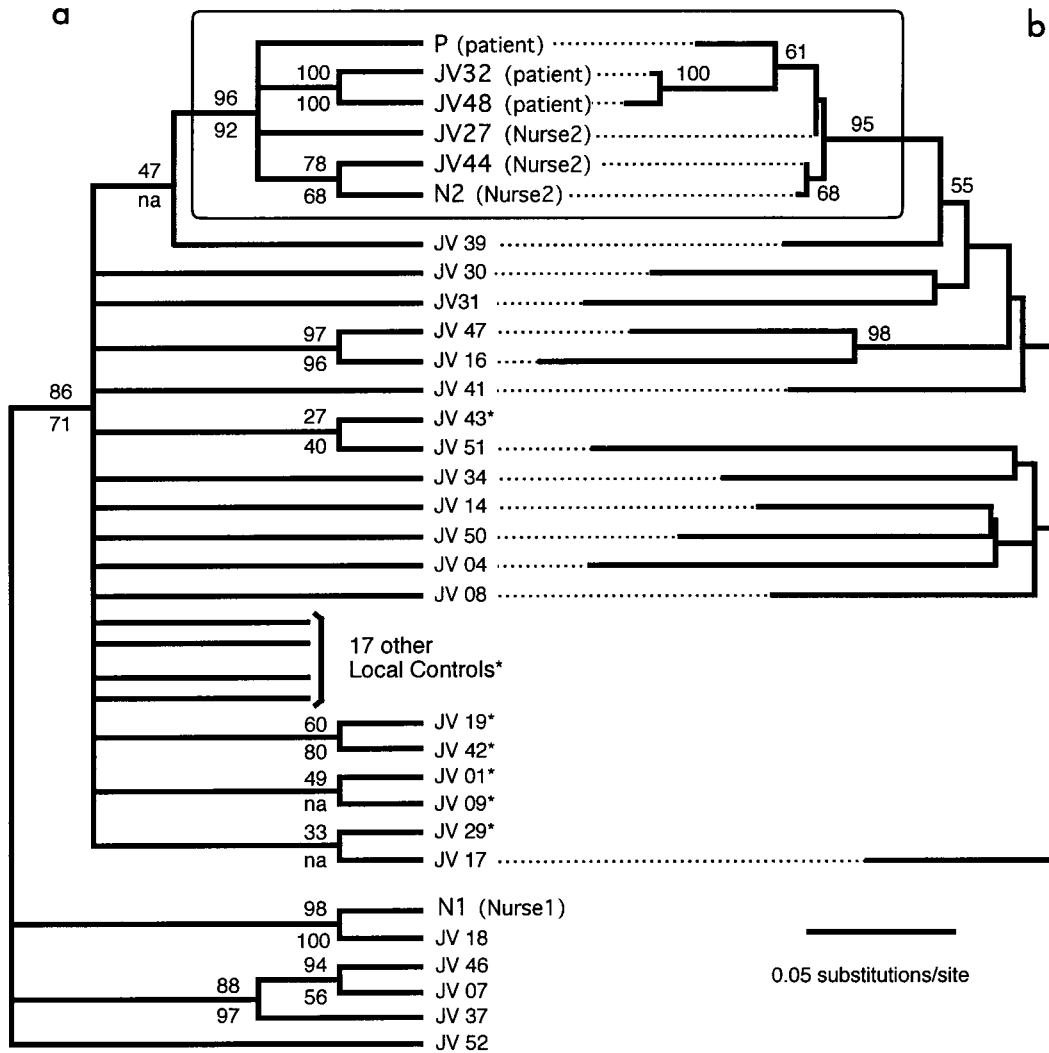 a
b
P (patient)
61
100
JV32 (patient)
100
96
100
JV48 (patient)
92
JV27 (Nurse2)
95
78
JV44 (Nurse2)
47
68
N2 (Nurse2)
68
55
na
JV 39
JV 30
JV31
97
JV 47
98
96
JV 16
86
JV 41
71
27
JV 43*
40
JV 51
JV 34
JV 14
JV 50
JV 04
JV 08
17 other
Local Controls*
60
JV 19*
80
JV 42*
49
JV 01*
na
JV 09*
33
JV 29*
na
JV 17
98
N1 (Nurse1)
100
JV 18
94
JV 46
88
56
JV 07
97
JV 37
JV 52
0.05 substitutions/site